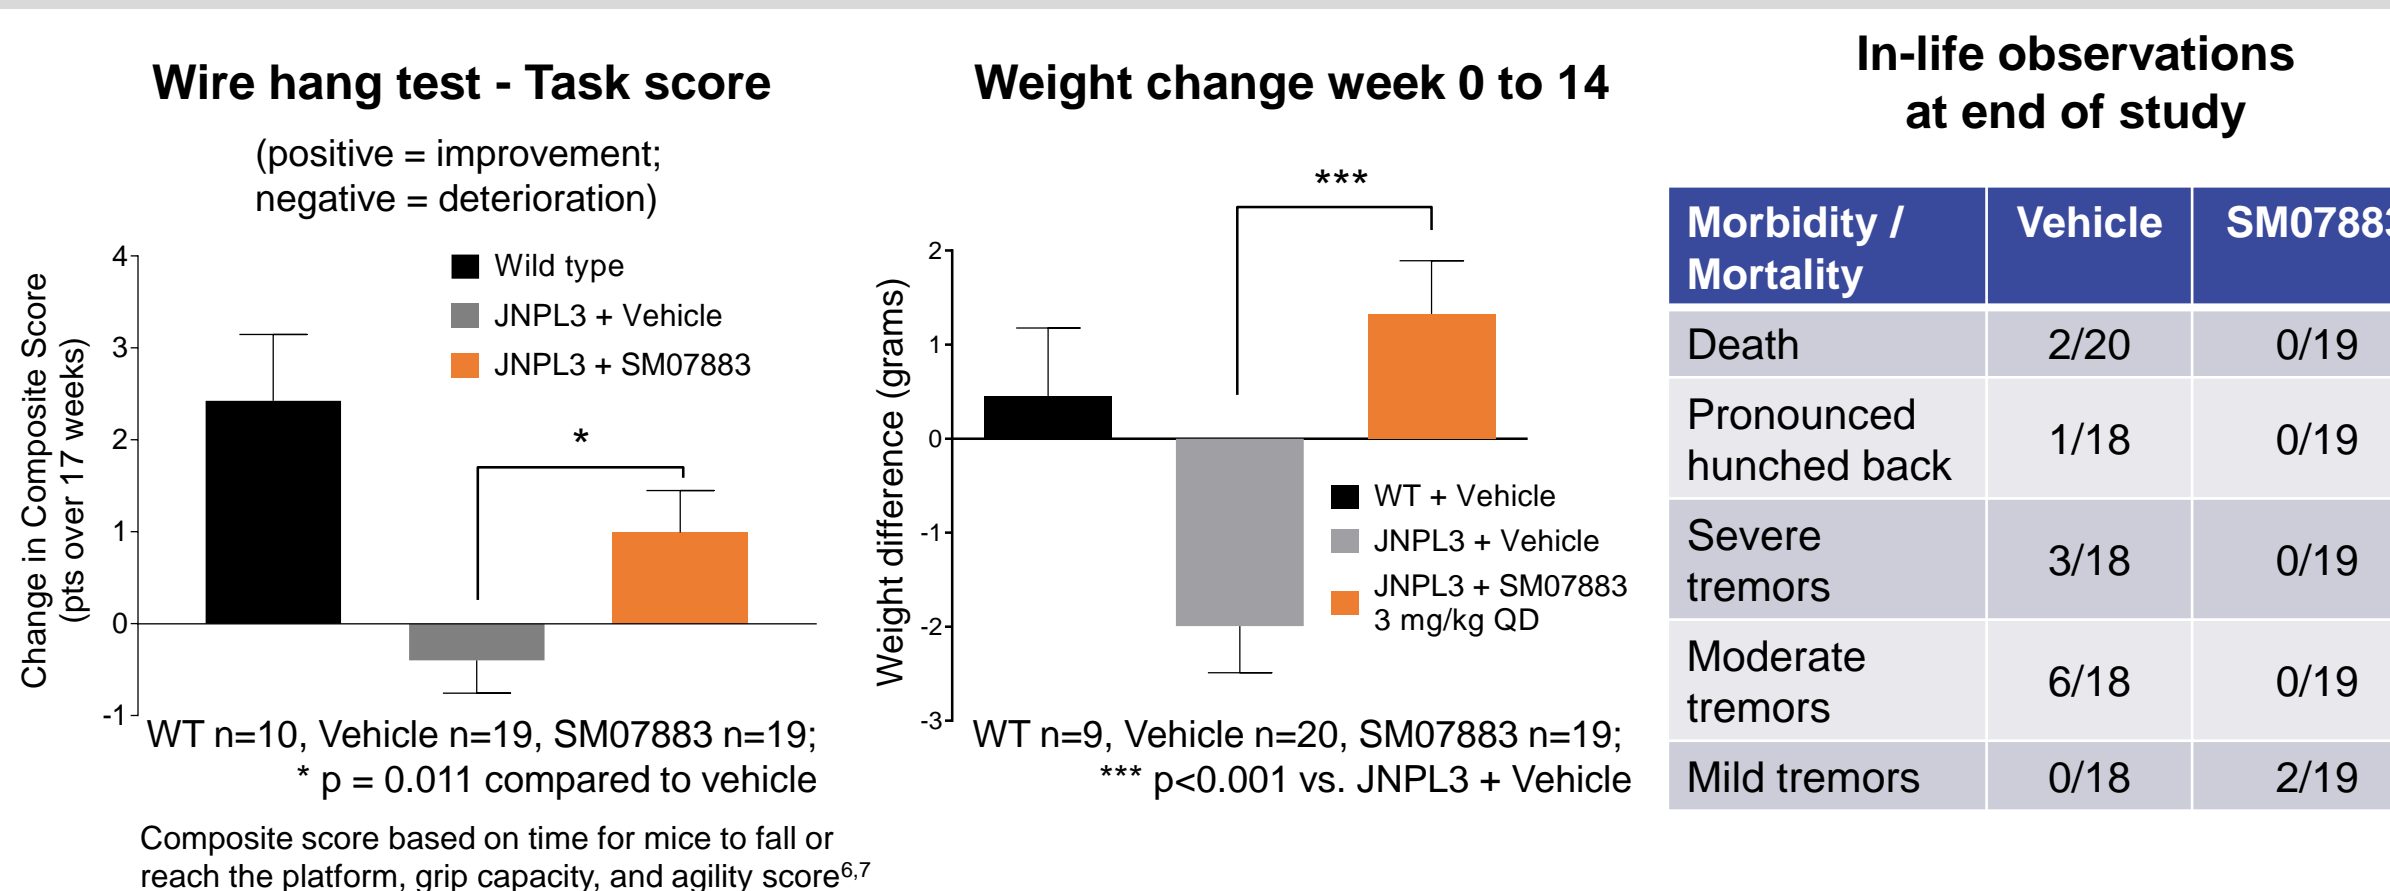 Wire hang test - Task score
(positive = improvement;
negative = deterioration)
Change in Composite Score
(pts over 17 weeks)
4
3
2
1
0
-1
Wild type
JNPL3 + Vehicle
JNPL3 + SM07883
*
WT n=10, Vehicle n=19, SM07883 n=19;
* p = 0.011 compared to vehicle
Composite score based on time for mice to fall or
reach the platform, grip capacity, and agility score6,7
Weight change week 0 to 14
Weight difference (grams)
2
1
0
-1
-2
-3
***
WT + Vehicle
JNPL3 + Vehicle
JNPL3 + SM07883
3 mg/kg QD
WT n=9, Vehicle n=20, SM07883 n=19;
*** p<0.001 vs. JNPL3 + Vehicle
In-life observations
at end of study
Morbidity /
Mortality
Vehicle
SM07883
Death
2/20
0/19
Pronounced
hunched back
1/18
0/19
Severe
tremors
3/18
0/19
Moderate
tremors
6/18
0/19
Mild tremors
0/18
2/19